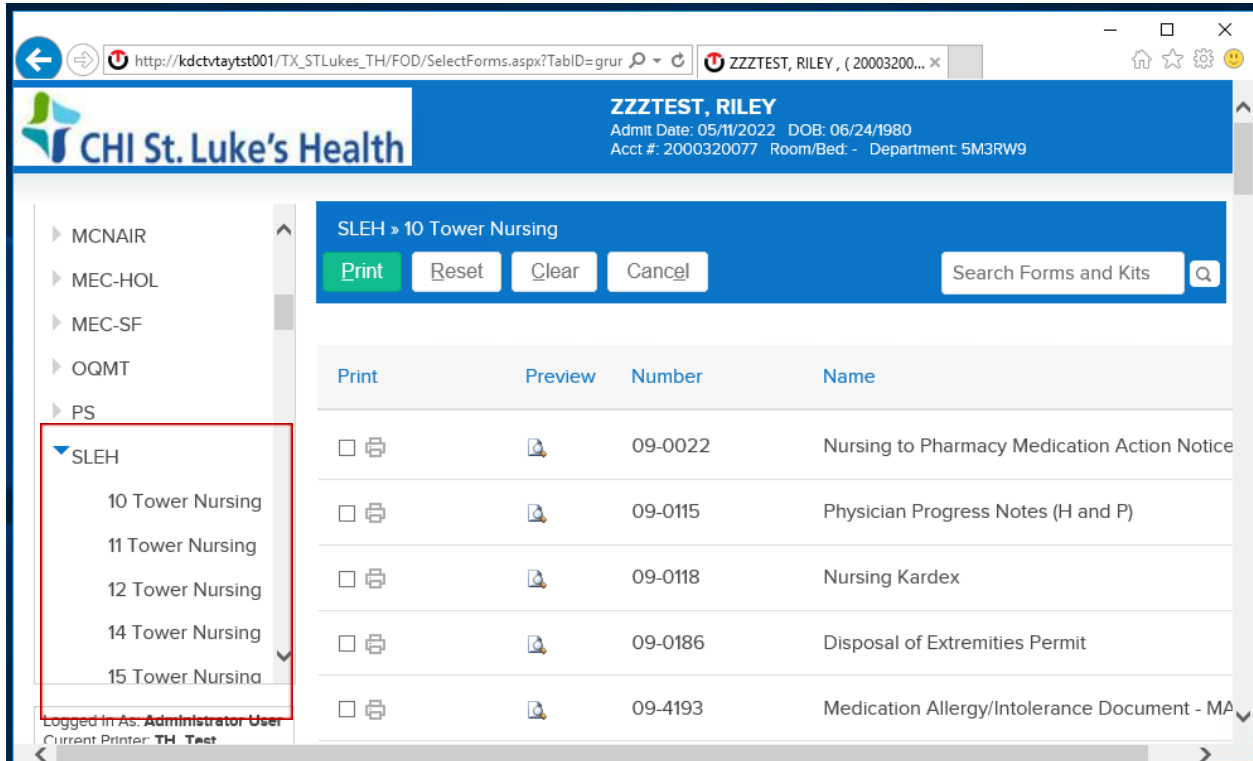 http://kdctvtaytst001/TX_STLukes_TH/FOD/SelectForms.aspx?TabID=grur
ZZZTEST, RILEY , ( 20003200...
CHI St. Luke's Health
ZZZTEST, RILEY
Admit Date: 05/11/2022 DOB: 06/24/1980
Acct #: 2000320077 Room/Bed: - Department: 5M3RW9
MCNAIR
MEC-HOL
MEC-SF
OQMT
PS
SLEH
10 Tower Nursing
11 Tower Nursing
12 Tower Nursing
14 Tower Nursing
15 Tower Nursing
Logged In As: Administrator User
Current Printer: TH_Test
SLEH » 10 Tower Nursing
Print Reset Clear Cancel Search Forms and Kits
Print Preview Number Name
09-0022 Nursing to Pharmacy Medication Action Notice
09-0115 Physician Progress Notes (H and P)
09-0118 Nursing Kardex
09-0186 Disposal of Extremities Permit
09-4193 Medication Allergy/Intolerance Document - MA